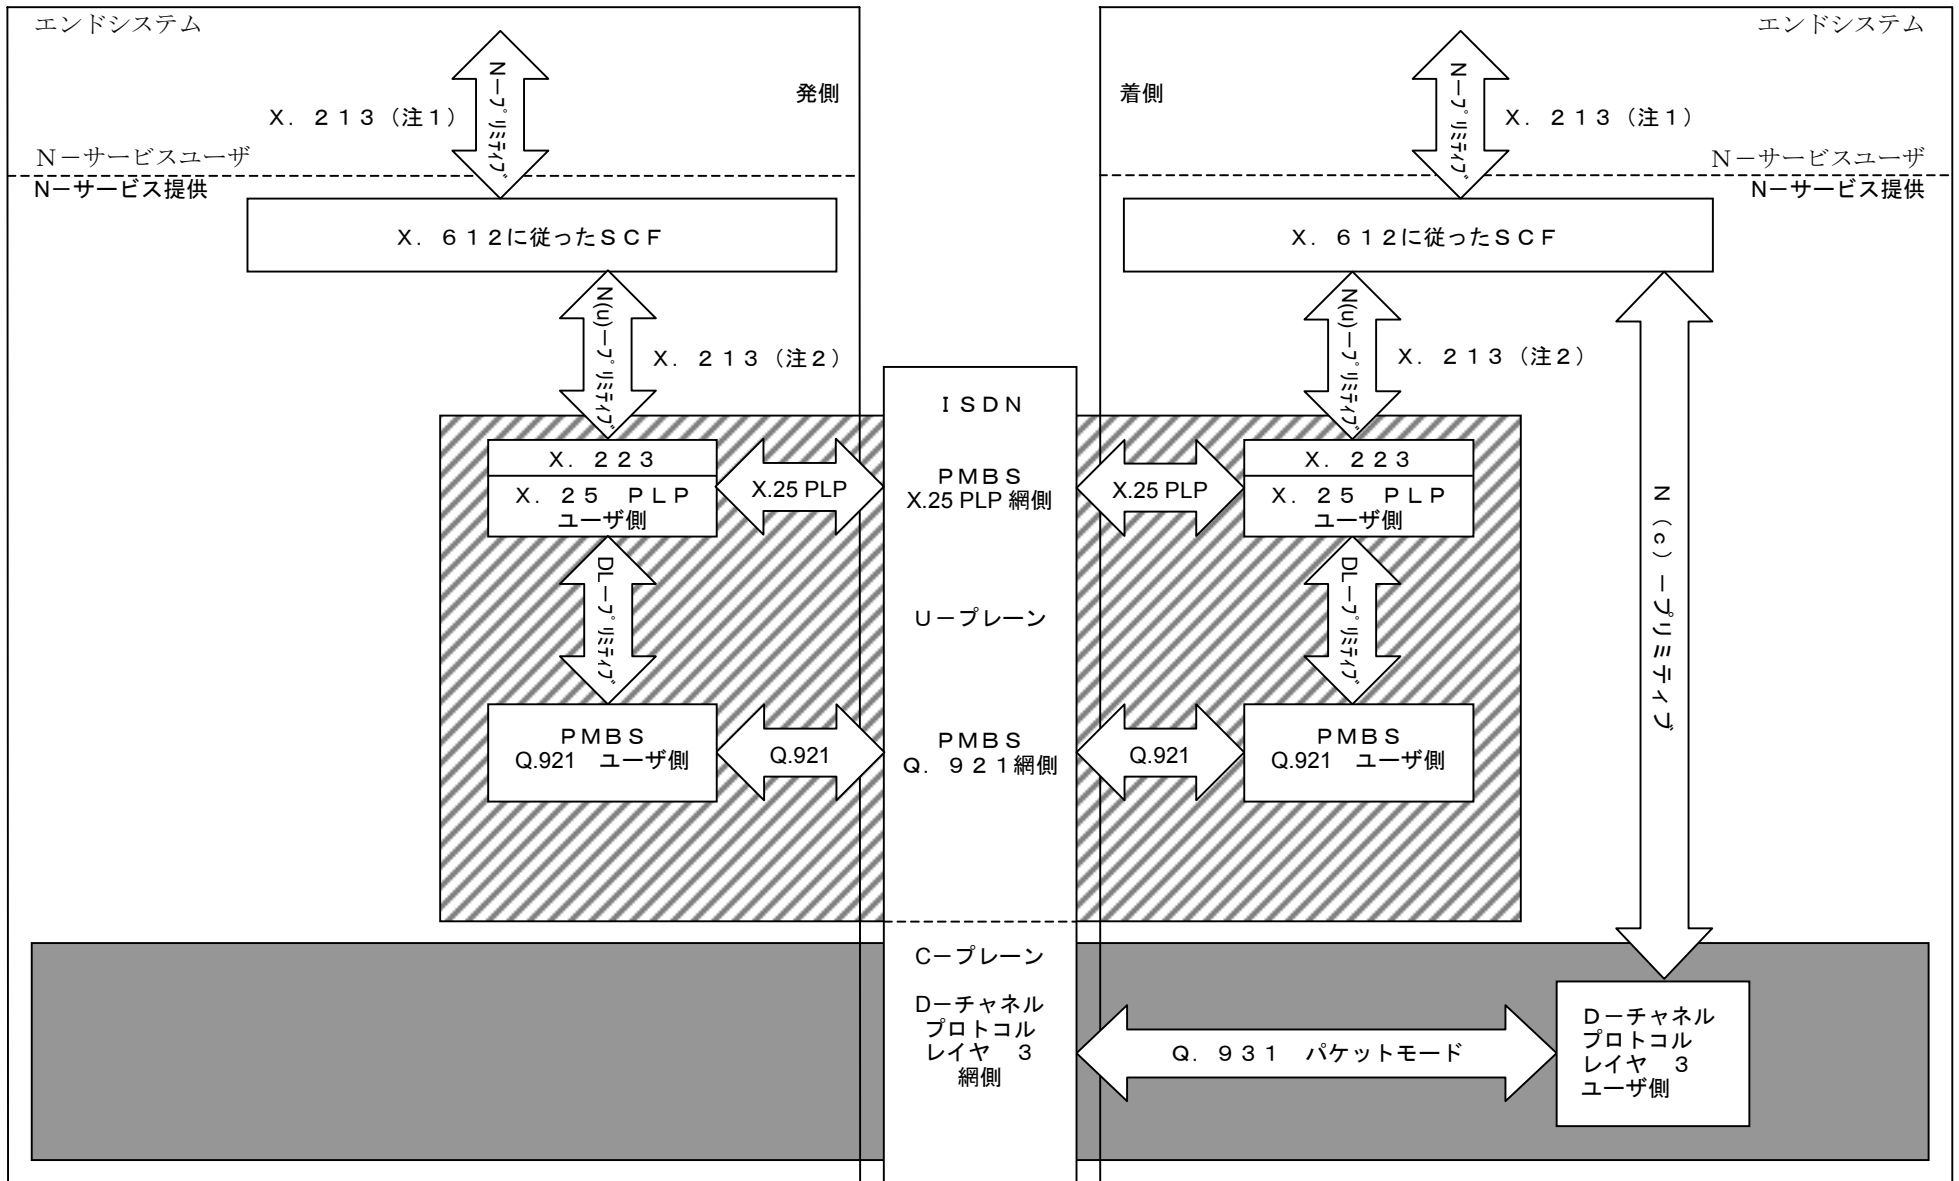 エンドシステム
N－プリミティブ
X．２１３（注１）
発側
N－サービスユーザ
N－サービス提供
X．６１２に従ったＳＣＦ
N(u)－プリミティブ
X．２１３（注２）
X．２２３
X．２５　ＰＬＰ
ユーザ側
X.25 PLP
DL－プリミティブ
ＰＭＢＳ
Q.921　ユーザ側
Q.921
ＩＳＤＮ
ＰＭＢＳ
X.25 PLP 網側
Ｕ－プレーン
ＰＭＢＳ
Q．９２１網側
C－プレーン
D－チャネル
プロトコル
レイヤ　３
網側
エンドシステム
着側
N－プリミティブ
X．２１３（注１）
N－サービスユーザ
N－サービス提供
X．６１２に従ったＳＣＦ
N(u)－プリミティブ
X．２１３（注２）
X.25 PLP
X．２２３
X．２５　ＰＬＰ
ユーザ側
DL－プリミティブ
Q.921
ＰＭＢＳ
Q.921　ユーザ側
N（c）－プリミティブ
Q．９３１　パケットモード
D－チャネル
プロトコル
レイヤ　３
ユーザ側